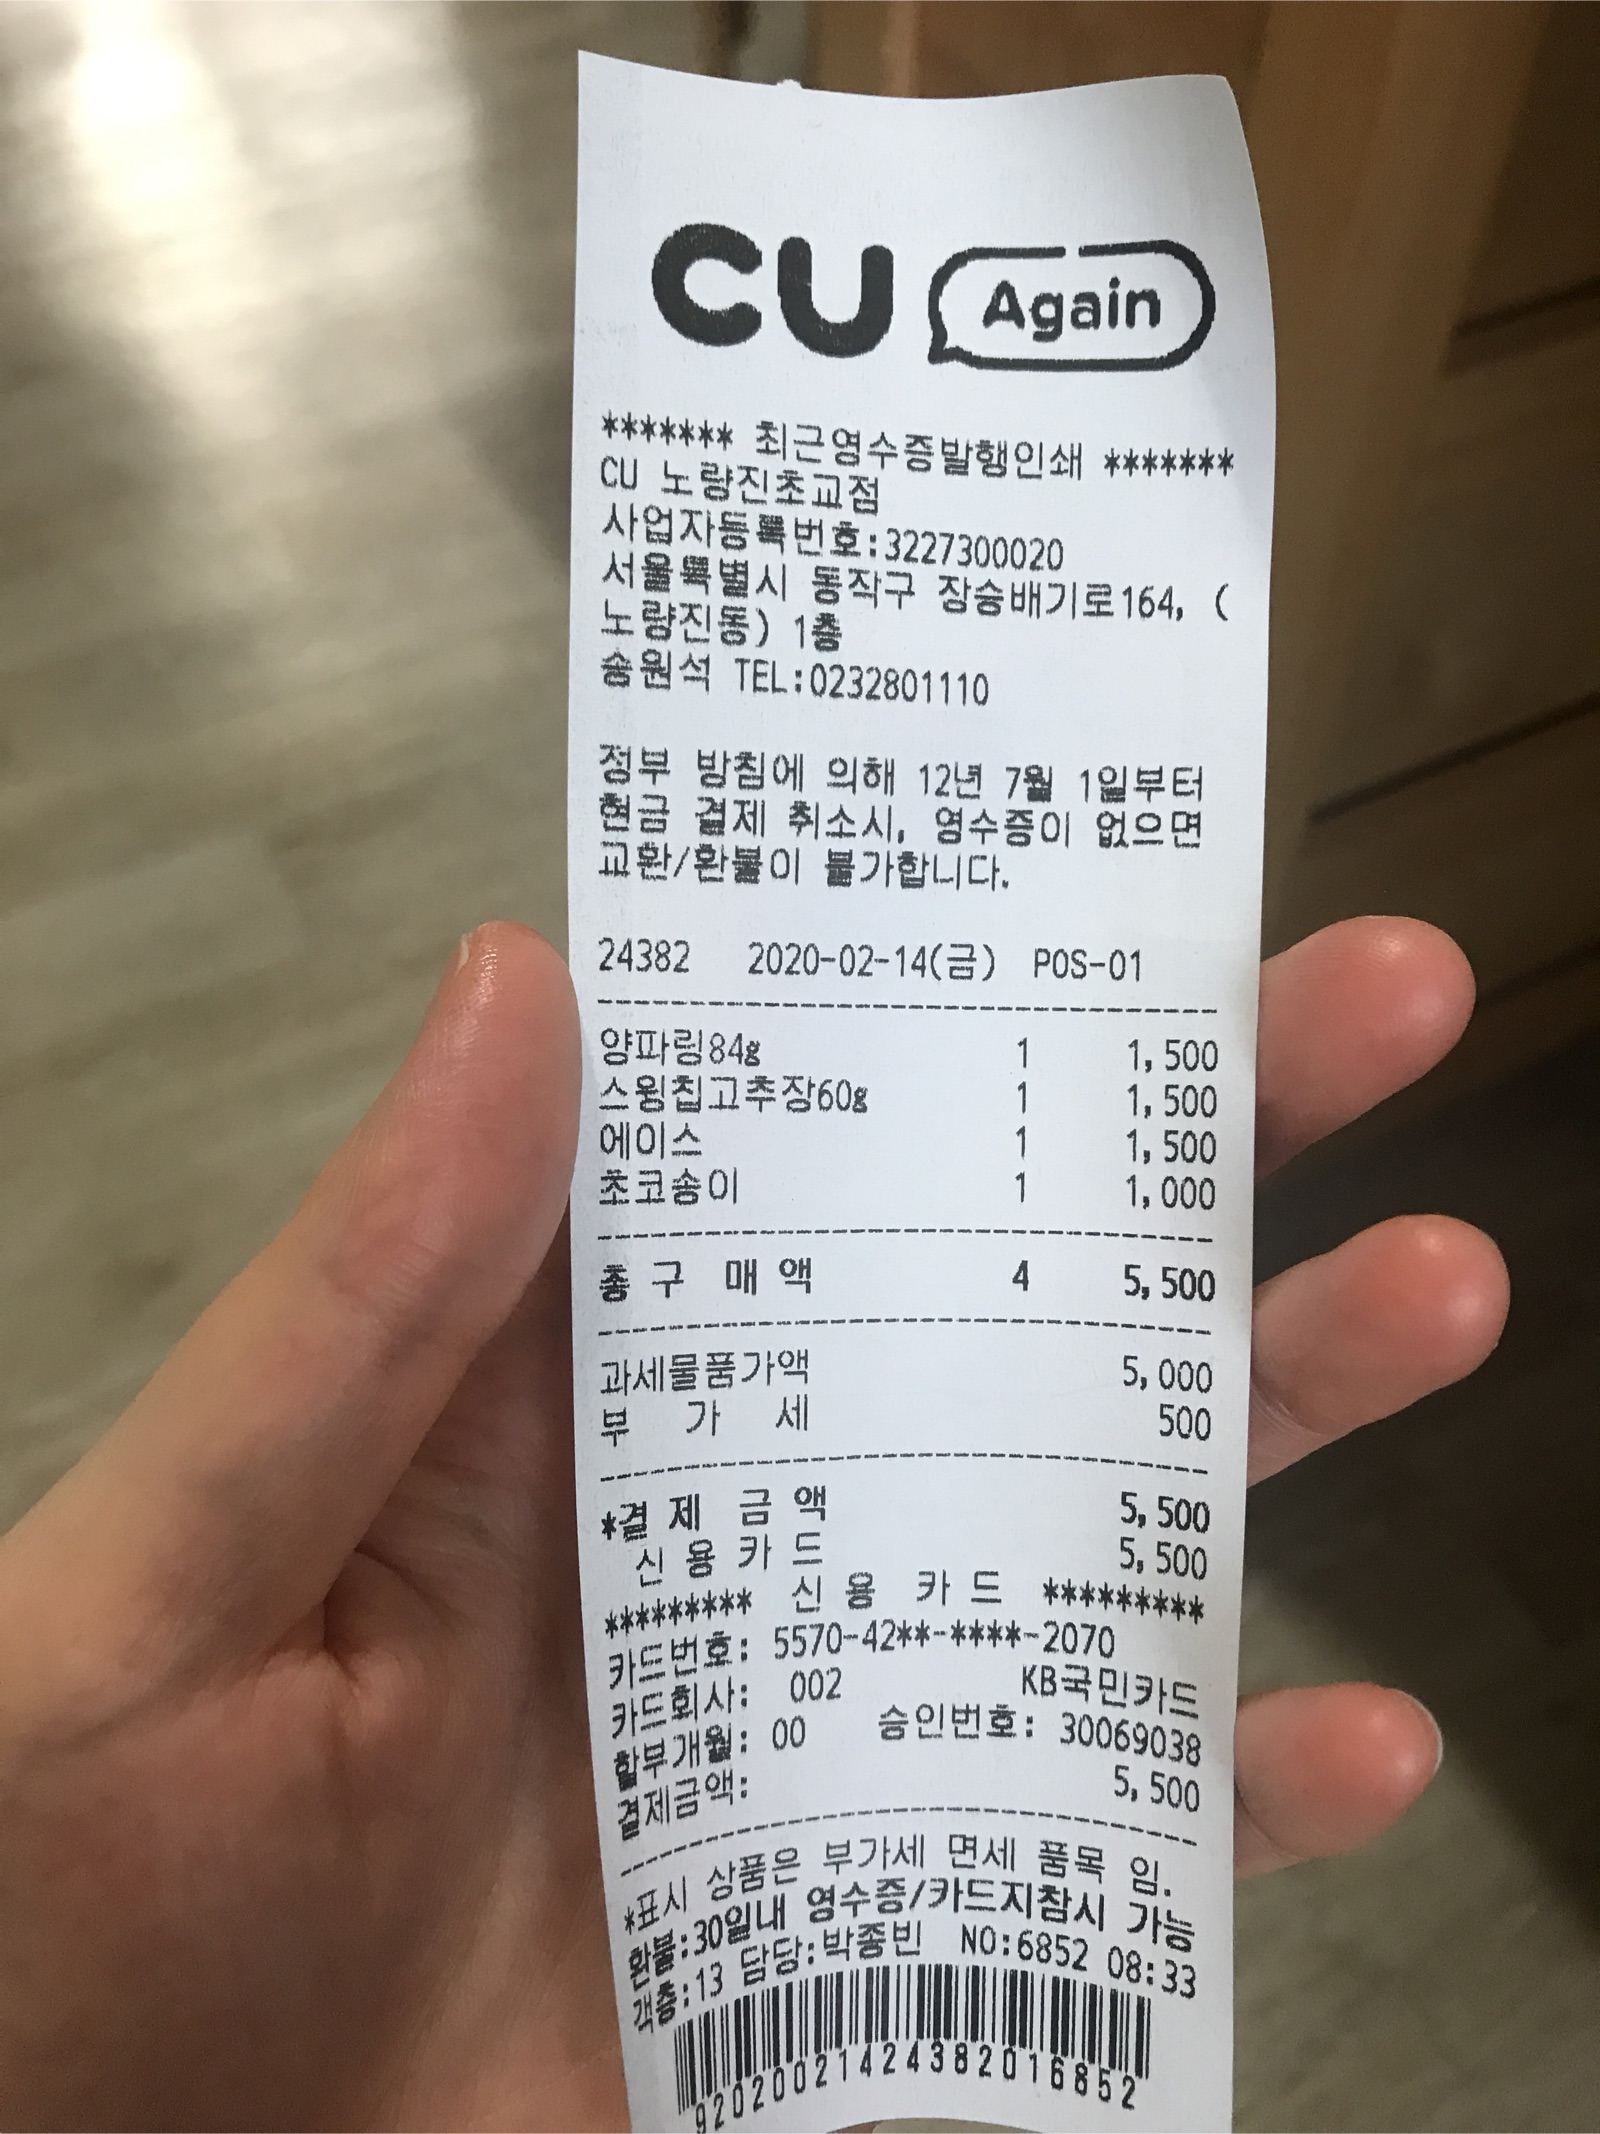 CU Again
******* 최근영수증발행인쇄 *******
CU 노량진초교점
사업자등록번호:3227300020
서울특별시 동작구 장승배기로164, (
노량진동) 1층
송원석 TEL:0232801110
정부 방침에 의해 12년 7월 1일부터
현금 결제 취소시, 영수증이 없으면
교환/환불이 불가합니다.
24382 2020-02-14(금) POS-01
양파링84g 1 1,500
스윙칩고추장60g 1 1,500
에이스 1 1,500
초코송이 1 1,000
총 구 매 액 4 5,500
과세물품가액 5,000
부 가 세 500
*결 제 금 액 5,500
신 용 카 드 5,500
********* 신 용 카 드 *********
카드번호: 5570-42**-****-2070
카드회사: 002 KB국민카드
할부개월: 00 승인번호: 30069038
결제금액: 5,500
*표시 상품은 부가세 면세 품목 임.
환불:30일내 영수증/카드지참시 가능
객층:13 담당:박종빈 NO:6852 08:33
92020021424382016852